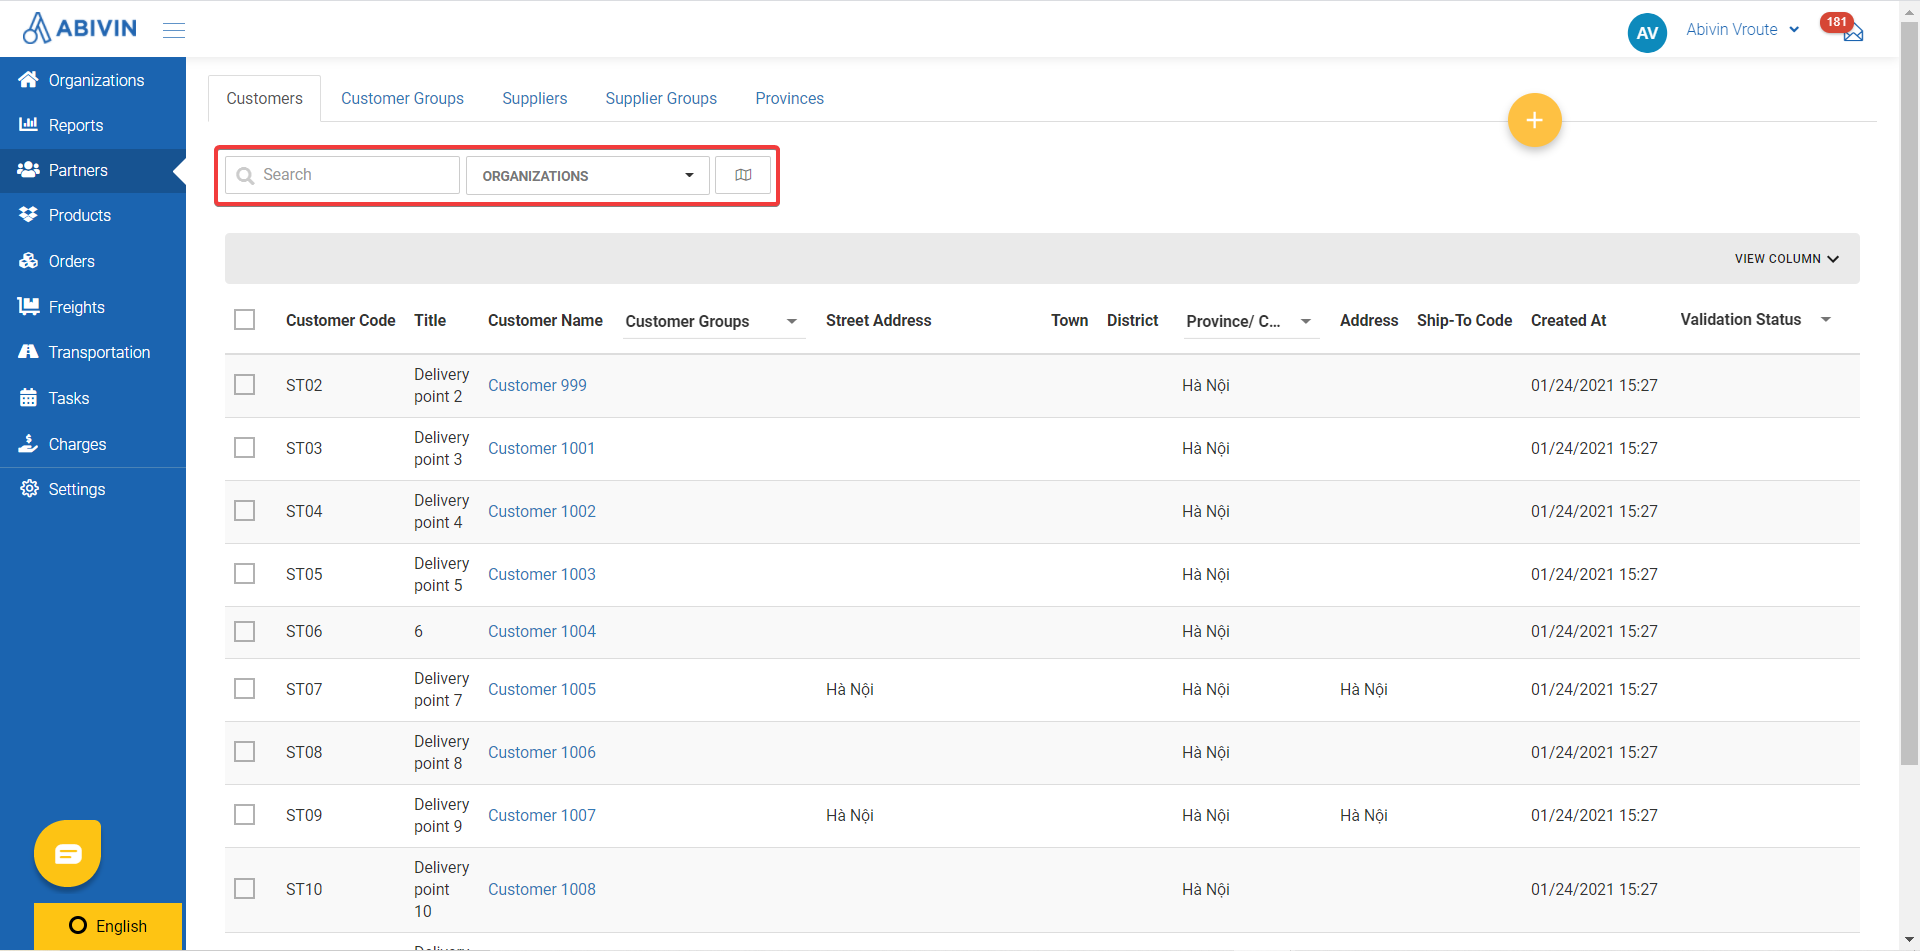 ABIVIN
AV
Abivin Vroute
181
Organizations
Reports
Partners
Products
Orders
Freights
Transportation
Tasks
Charges
Settings
English
Customers Customer Groups Suppliers Supplier Groups Provinces
+
Search ORGANIZATIONS
VIEW COLUMN
Customer Code Title Customer Name Customer Groups Street Address Town District Province/ C... Address Ship-To Code Created At Validation Status
ST02 Delivery point 2 Customer 999 Hà Nội 01/24/2021 15:27
ST03 Delivery point 3 Customer 1001 Hà Nội 01/24/2021 15:27
ST04 Delivery point 4 Customer 1002 Hà Nội 01/24/2021 15:27
ST05 Delivery point 5 Customer 1003 Hà Nội 01/24/2021 15:27
ST06 6 Customer 1004 Hà Nội 01/24/2021 15:27
ST07 Delivery point 7 Customer 1005 Hà Nội Hà Nội Hà Nội 01/24/2021 15:27
ST08 Delivery point 8 Customer 1006 Hà Nội 01/24/2021 15:27
ST09 Delivery point 9 Customer 1007 Hà Nội Hà Nội Hà Nội 01/24/2021 15:27
ST10 Delivery point 10 Customer 1008 Hà Nội 01/24/2021 15:27